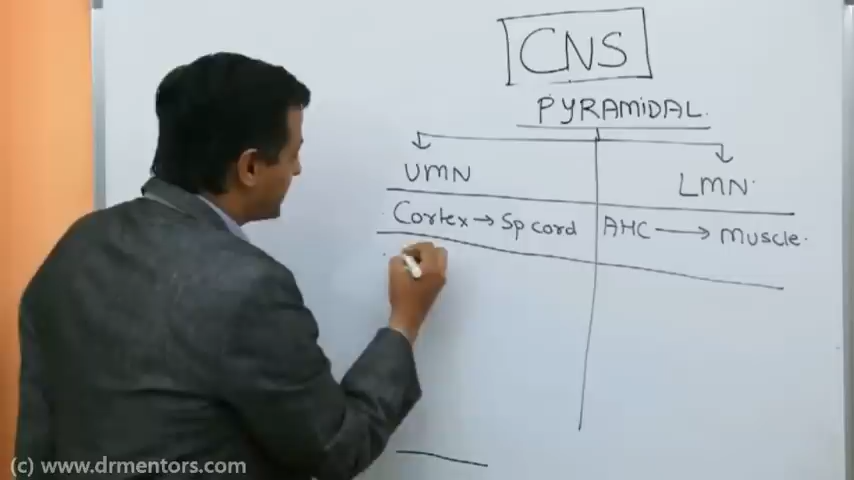 CNS
PYRAMIDAL.
UMN
LMN.
Cortex → Sp cord
AHC → Muscle.
(c) www.drmentors.com